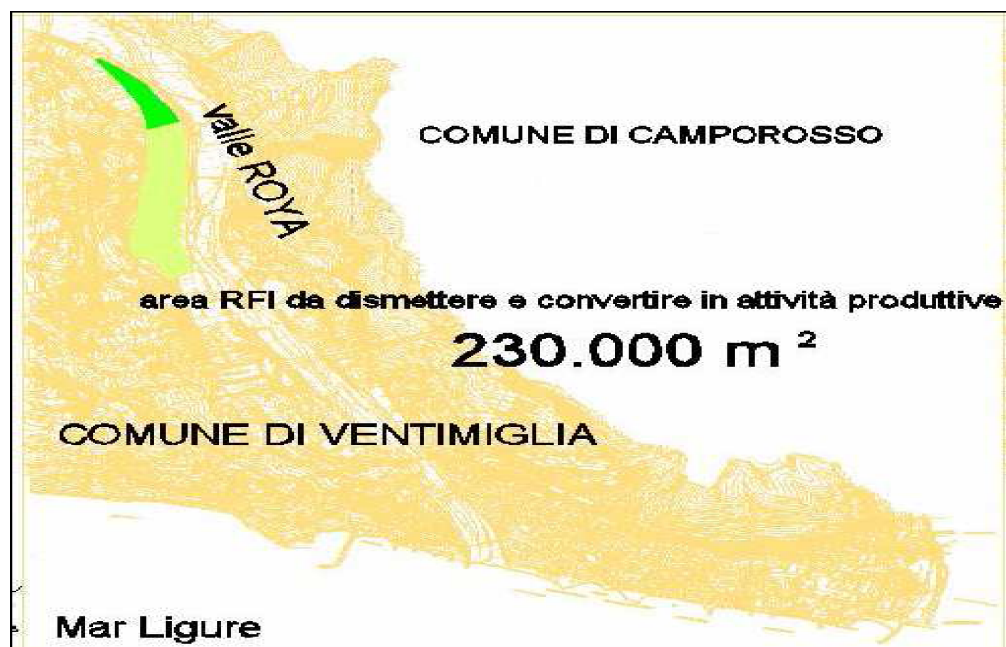 COMUNE DI CAMPOROSSO
valle ROYA
area RFI da dismettere e convertire in attività produttive
230.000 m ²
COMUNE DI VENTIMIGLIA
Mar Ligure